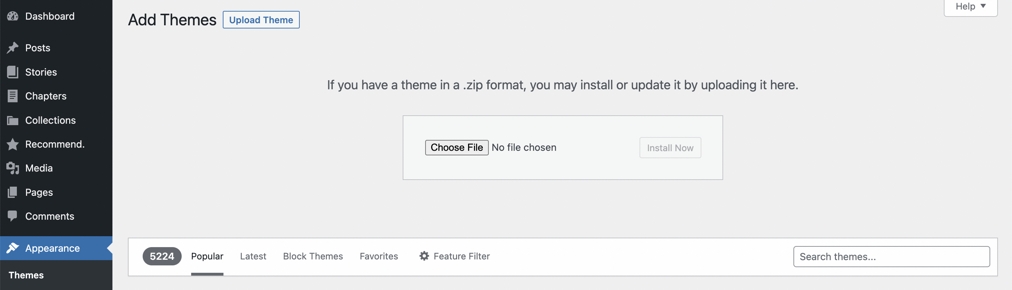 Dashboard
Posts
Stories
Chapters
Collections
Recommend.
Media
Pages
Comments
Appearance
Themes
Add Themes Upload Theme
Help
If you have a theme in a .zip format, you may install or update it by uploading it here.
Choose File No file chosen Install Now
5224 Popular Latest Block Themes Favorites Feature Filter Search themes...